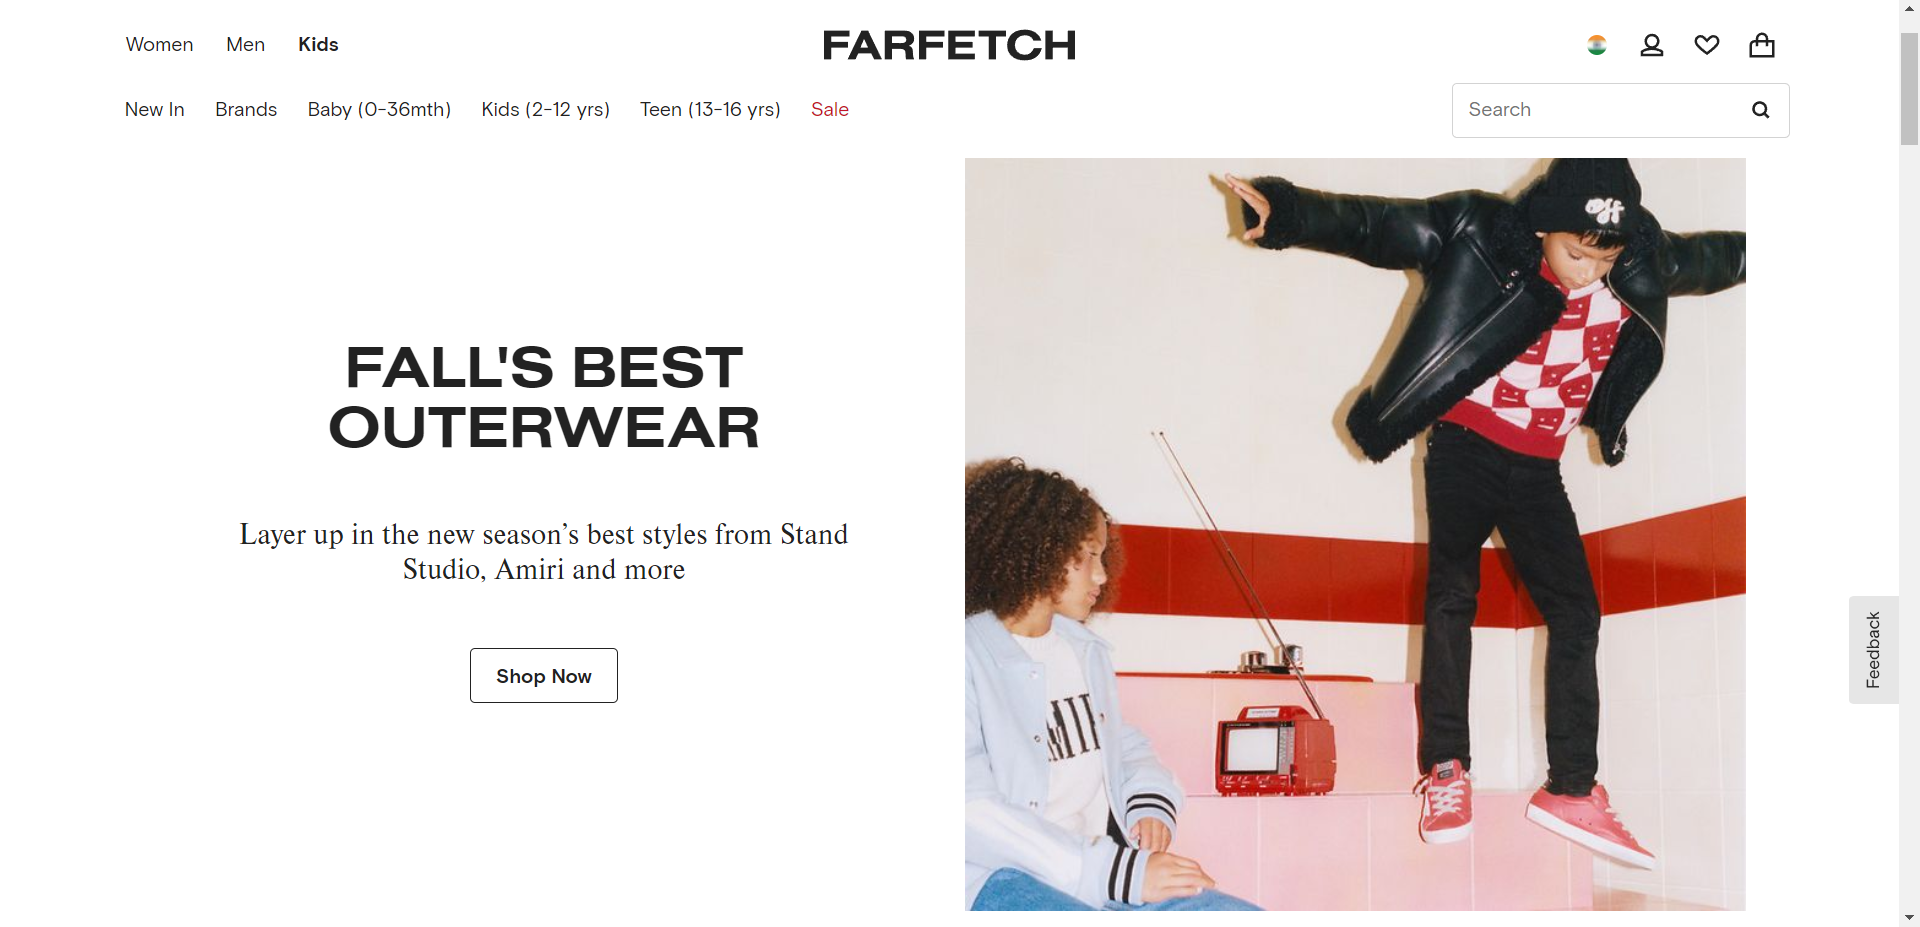 Women Men Kids
FARFETCH
New In Brands Baby (0-36mth) Kids (2-12 yrs) Teen (13-16 yrs) Sale
Search
off
FALL'S BEST
OUTERWEAR
Layer up in the new season’s best styles from Stand
Studio, Amiri and more
Shop Now
Feedback
MIR